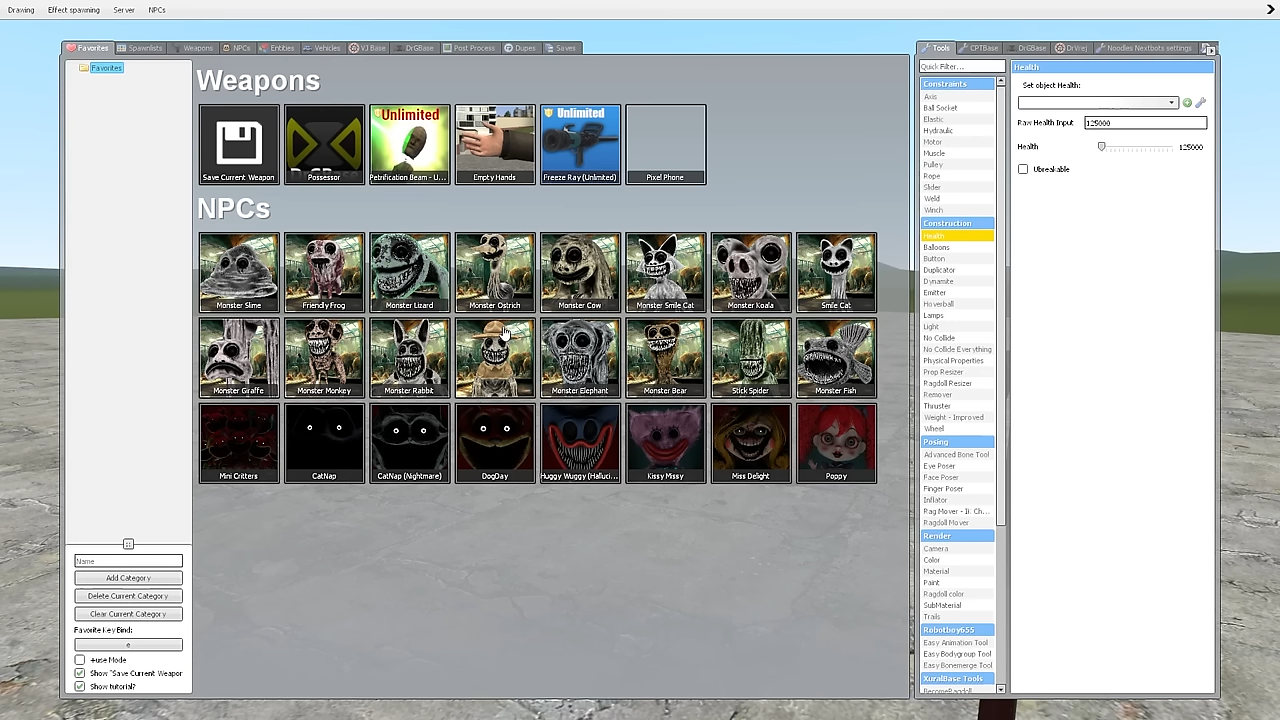 Drawing Effect spawning Server NPCs
Favorites Spawnlists Weapons NPCs Entities Vehicles VJ Base DrGBase Post Process Dupes Saves
Favorites
Weapons
Unlimited
Unlimited
Save Current Weapon Possessor Petrification Beam - U... Empty Hands Freeze Ray (Unlimited) Pixel Phone
NPCs
Monster Slime Friendly Frog Monster Lizard Monster Ostrich Monster Cow Monster Smile Cat Monster Koala Smile Cat
Monster Giraffe Monster Monkey Monster Rabbit Monster Elephant Monster Bear Stick Spider Monster Fish
Mini Critters CatNap CatNap (Nightmare) DogDay Huggy Wuggy (Halluci... Kissy Missy Miss Delight Poppy
Name
Add Category
Delete Current Category
Clear Current Category
Favorite Key Bind:
e
+use Mode
Show "Save Current Weapor
Show tutorial?
Tools CPTBase DrGBase DrVrej Noodles Nextbots settings
Quick Filter...
Constraints
Axis
Ball Socket
Elastic
Hydraulic
Motor
Muscle
Pulley
Rope
Slider
Weld
Winch
Construction
Health
Balloons
Button
Duplicator
Dynamite
Emitter
Hoverball
Lamps
Light
No Collide
No Collide Everything
Physical Properties
Prop Resizer
Ragdoll Resizer
Remover
Thruster
Weight - Improved
Wheel
Posing
Advanced Bone Tool
Eye Poser
Face Poser
Finger Poser
Inflator
Rag Mover - IK Ch...
Ragdoll Mover
Render
Camera
Color
Material
Paint
Ragdoll color
SubMaterial
Trails
Robotboy655
Easy Animation Tool
Easy Bodygroup Tool
Easy Bonemerge Tool
XuralBase Tools
BecomeRagdoll
Health
Set object Health:
Raw Health Input 125000
Health 125000
Ubreakable